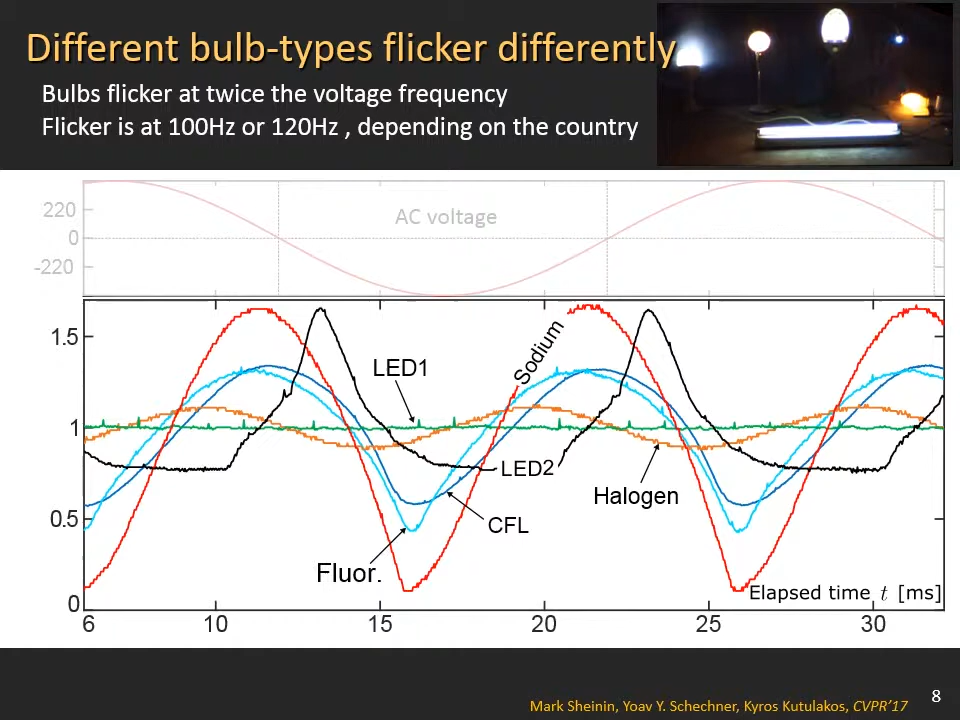 Different bulb-types flicker differently
Bulbs flicker at twice the voltage frequency
Flicker is at 100Hz or 120Hz , depending on the country
220
0
-220
AC voltage
1.5
1
0.5
0
LED1
Sodium
LED2
Halogen
CFL
Fluor.
Elapsed time t [ms]
6 10 15 20 25 30
Mark Sheinin, Yoav Y. Schechner, Kyros Kutulakos, CVPR’17
8